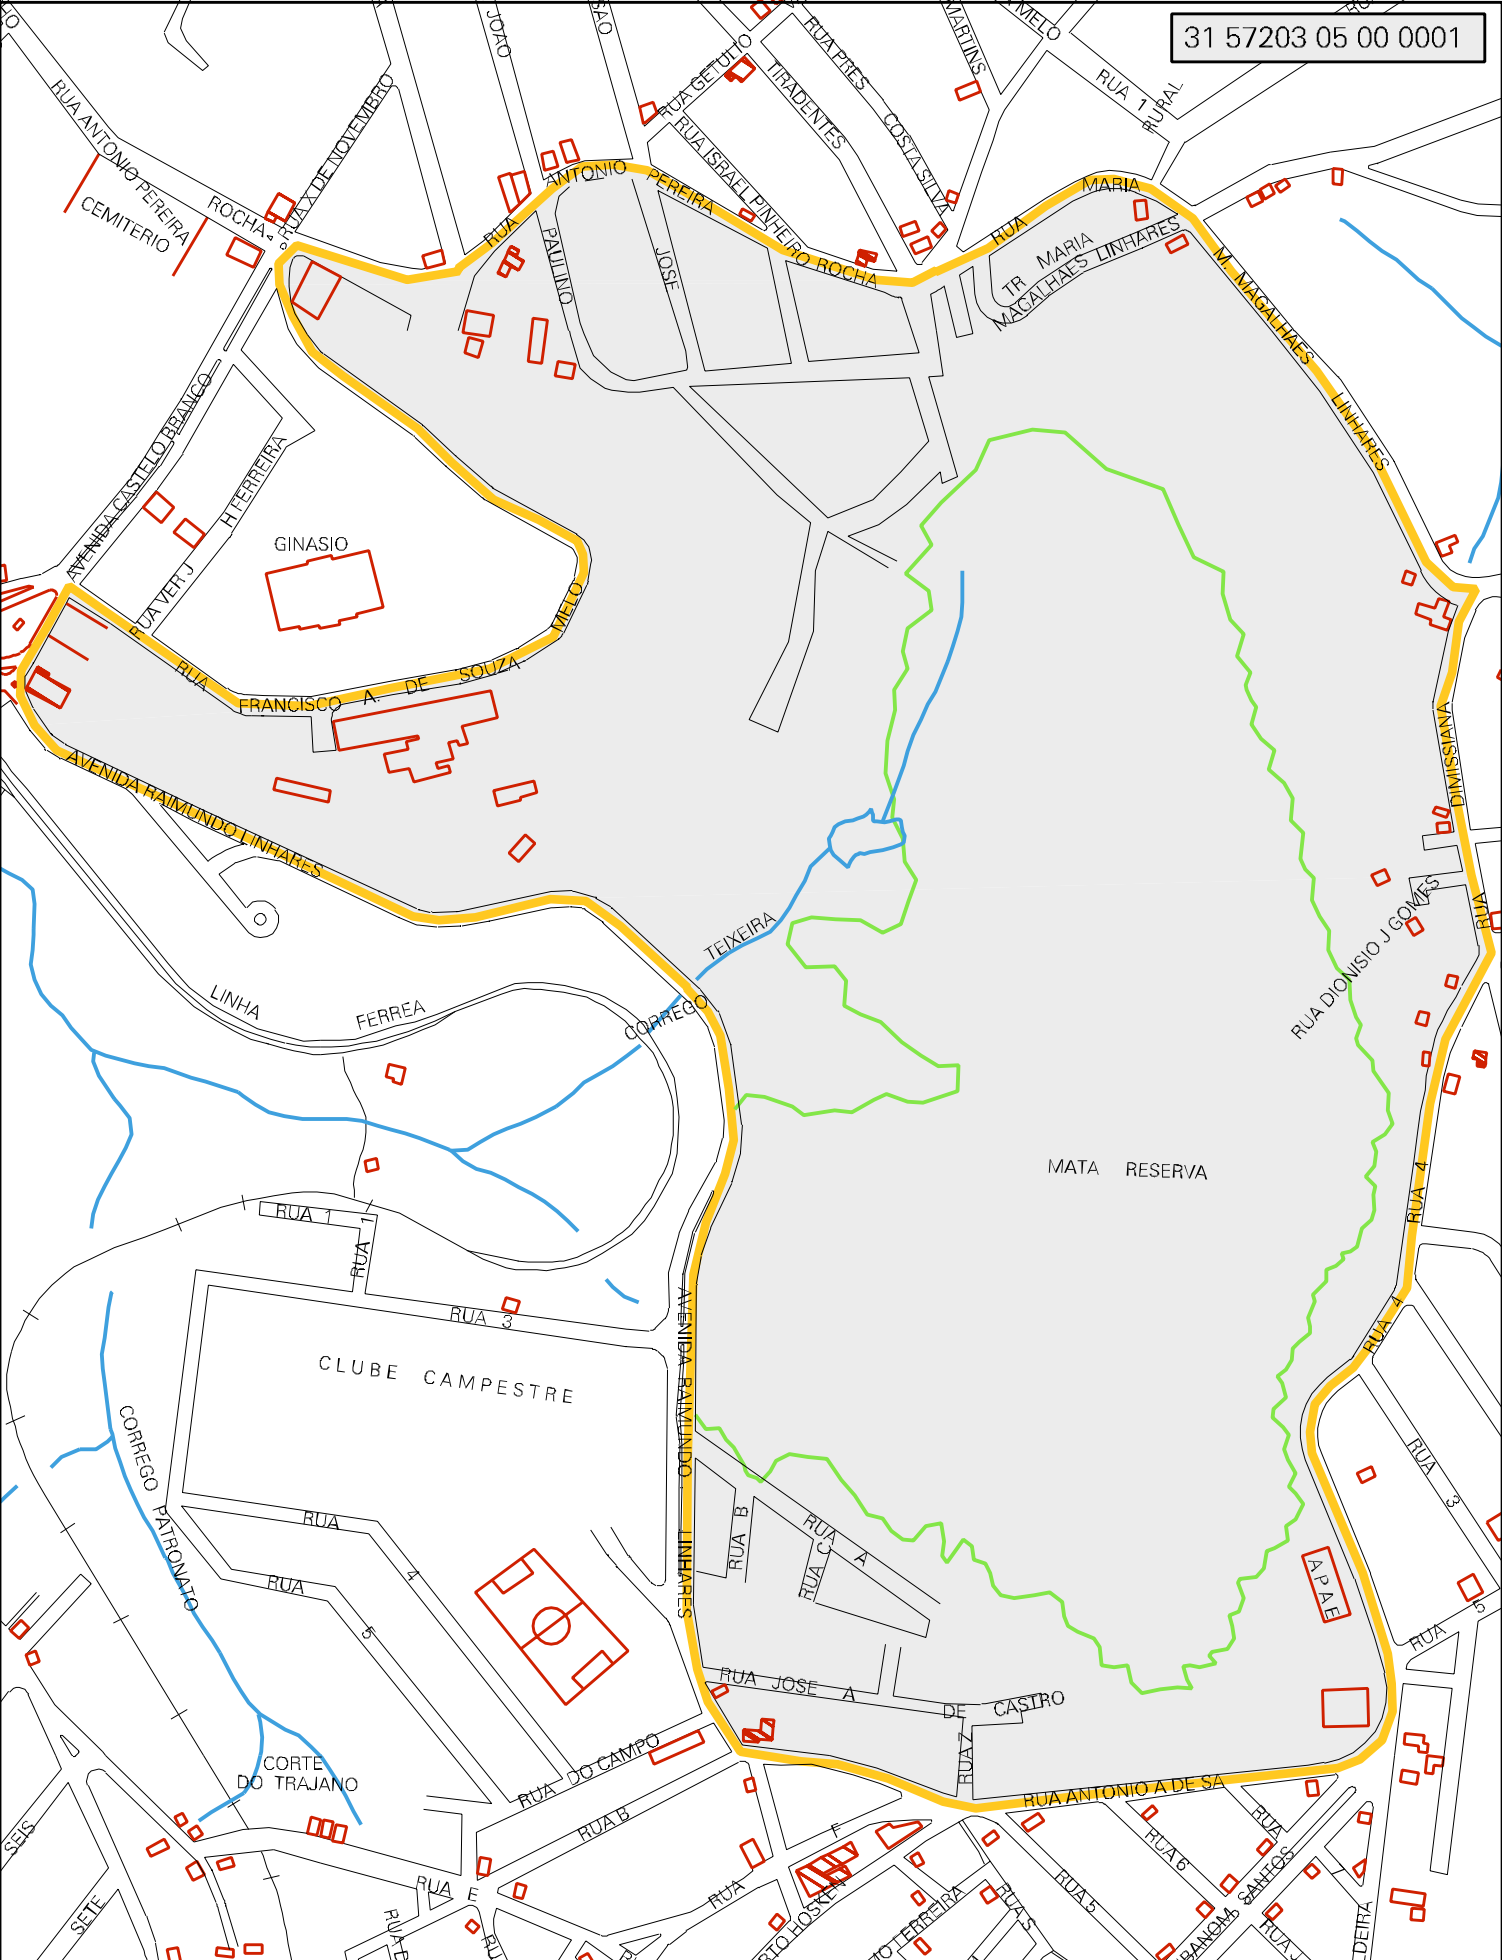 31 57203 05 00 0001
JOAO
SAO
MARTINS
MELO
RUA 1
RURAL
RUA PRES COSTA SILVA
RUA GETULIO
TIRADENTES
RUA ISRAEL PINHEIRO
RUA ANTONIO PEREIRA ROCHA
RUA XX DE NOVEMBRO
CEMITERIO
RUA ANTONIO PEREIRA ROCHA
PAULINO
JOSE
RUA MARIA M. MAGALHAES LINHARES
TR MARIA
MAGALHAES LINHARES
AVENIDA CASTELO BRANCO
H FERREIRA
RUA VER J
GINASIO
RUA FRANCISCO A. DE SOUZA MELO
AVENIDA RAIMUNDO LINHARES
DIMISSIANA
RUA
RUA DIONISIO J GOMES
TEIXEIRA
CORREGO
LINHA FERREA
MATA RESERVA
RUA 4
RUA 4
RUA 1
RUA 1
RUA 3
CLUBE CAMPESTRE
AVENIDA RAIMUNDO LINHARES
CORREGO PATRONATO
RUA 4
RUA 5
RUA 3
RUA B
RUA A
RUA C
APAE
RUA 5
RUA JOSE A DE CASTRO
RUA Z
RUA DO CAMPO
CORTE
DO TRAJANO
RUA ANTONIO A DE SA
RUA B
F
RUA
RUA 6
RUA
RUA 5
SANTOS
RUA E
SEIS
SETE
RUA B
RUA S
RUA J